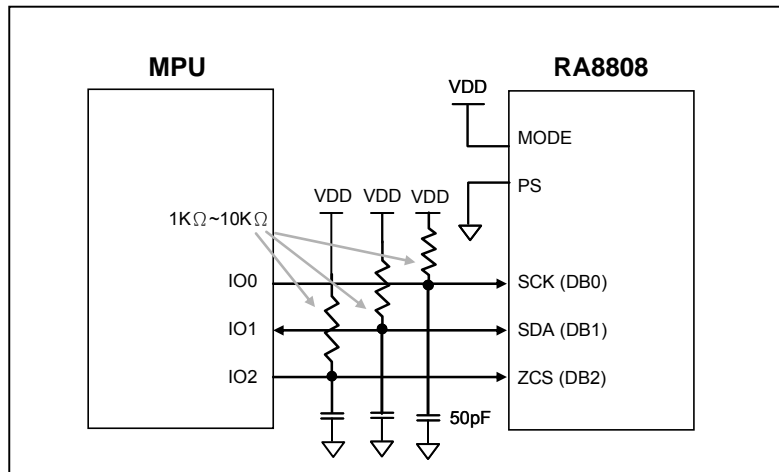 MPU
RA8808
VDD
MODE
PS
VDD VDD VDD
1KΩ~10KΩ
IO0
SCK (DB0)
IO1
SDA (DB1)
IO2
ZCS (DB2)
50pF